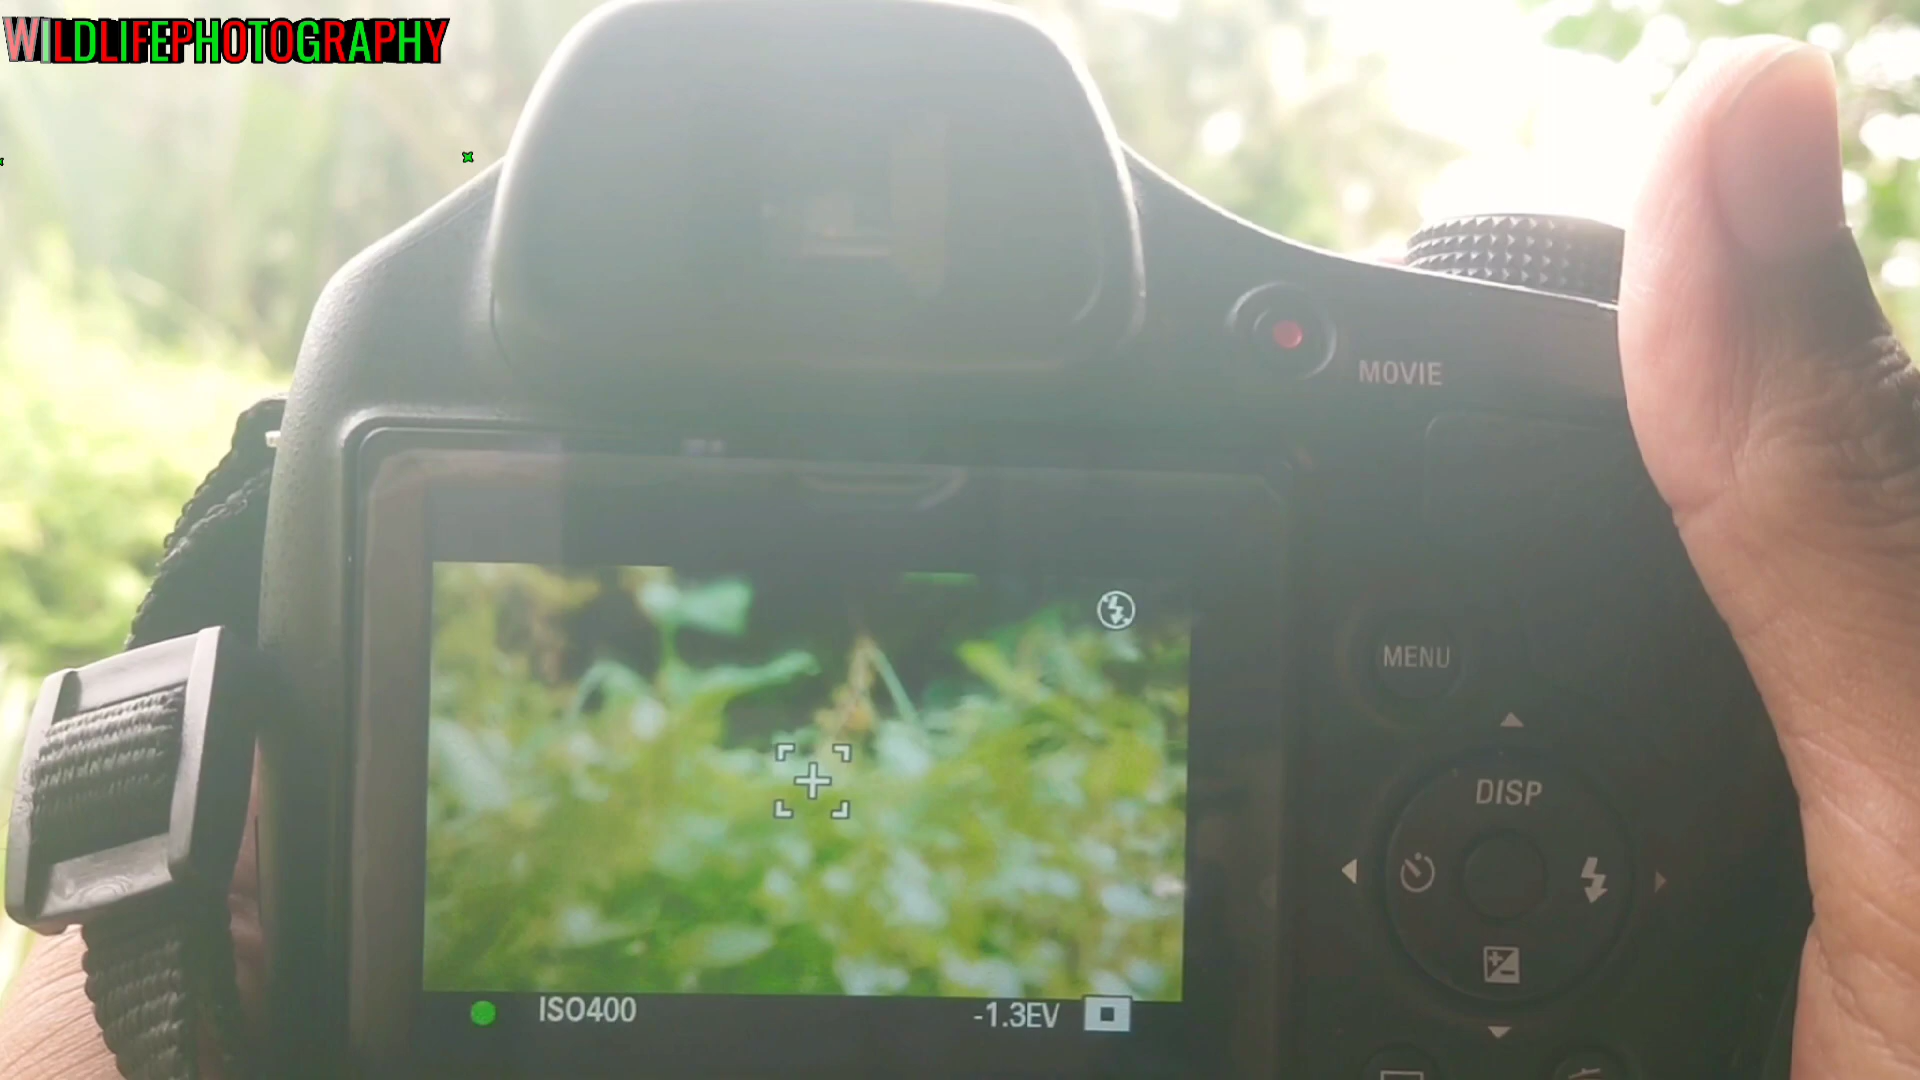 WILDLIFEPHOTOGRAPHY
MOVIE
MENU
DISP
ISO400
-1.3EV